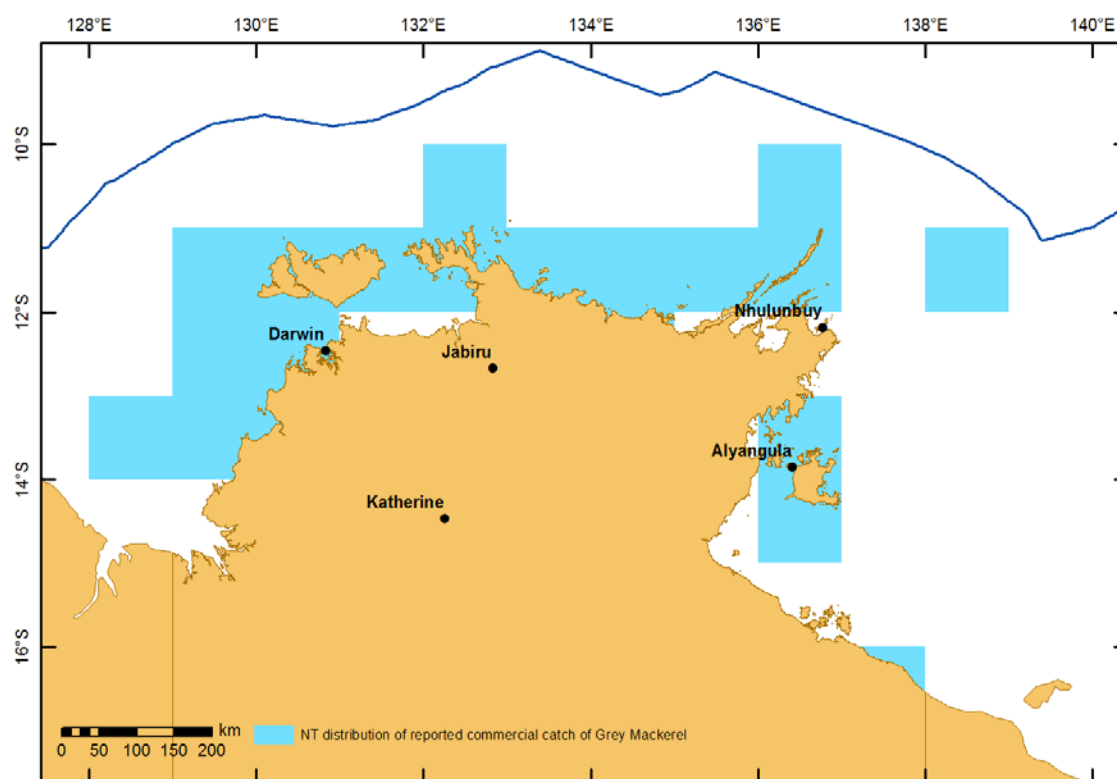 128°E 130°E 132°E 134°E 136°E 138°E 140°E
10°S
12°S
14°S
16°S
Nhulunbuy
Darwin
Jabiru
Alyangula
Katherine
km
0 50 100 150 200
NT distribution of reported commercial catch of Grey Mackerel